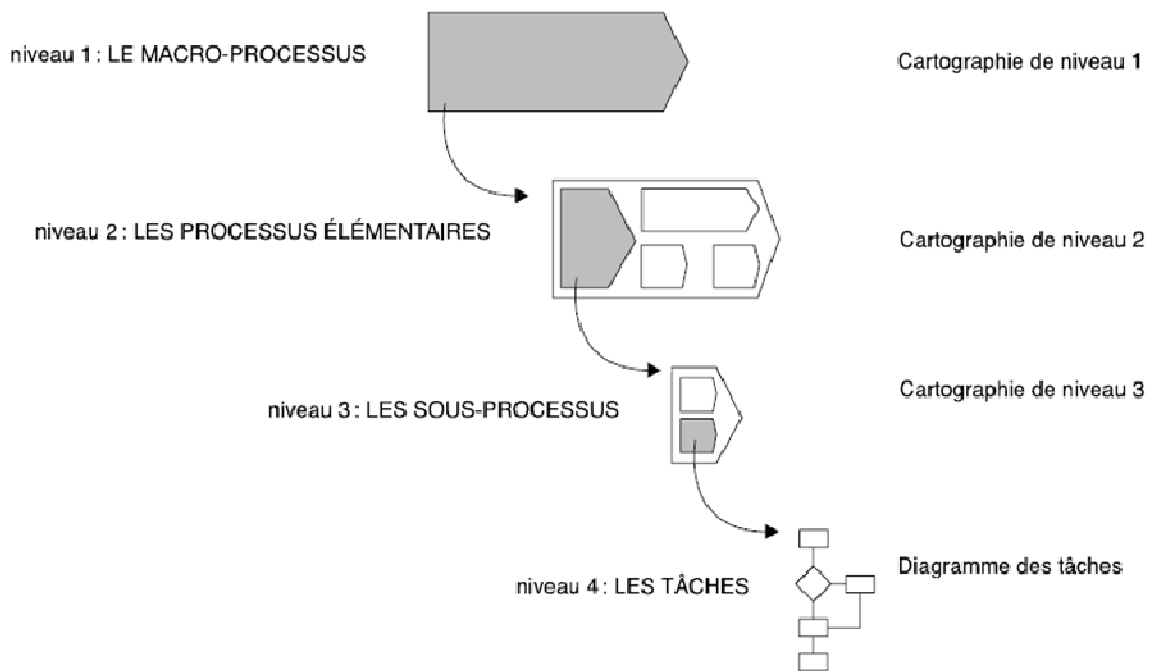 niveau 1 : LE MACRO-PROCESSUS
Cartographie de niveau 1
niveau 2 : LES PROCESSUS ÉLÉMENTAIRES
Cartographie de niveau 2
niveau 3 : LES SOUS-PROCESSUS
Cartographie de niveau 3
niveau 4 : LES TÂCHES
Diagramme des tâches